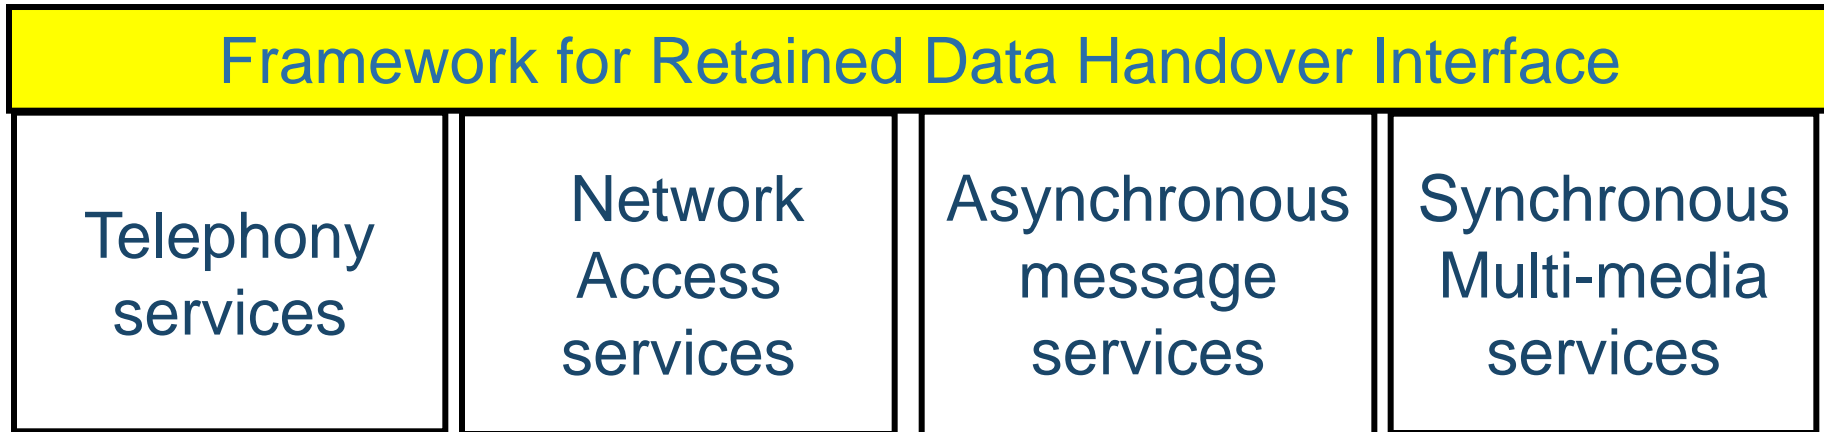 Framework for Retained Data Handover Interface
Telephony
services
Network
Access
services
Asynchronous
message
services
Synchronous
Multi-media
services